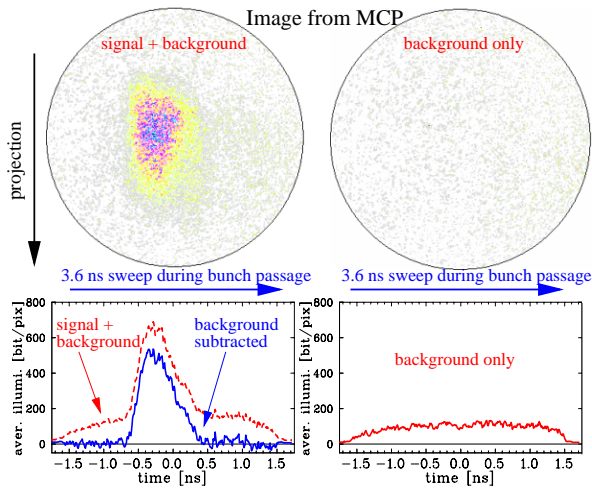 Image from MCP
signal + background
background only
projection
3.6 ns sweep during bunch passage
3.6 ns sweep during bunch passage
aver. illumi. [bit/pix]
800
600
400
200
0
signal +
background
background
subtracted
−1.5 −1.0 −0.5 0.0 0.5 1.0 1.5
time [ns]
aver. illumi. [bit/pix]
800
600
400
200
0
background only
−1.5 −1.0 −0.5 0.0 0.5 1.0 1.5
time [ns]